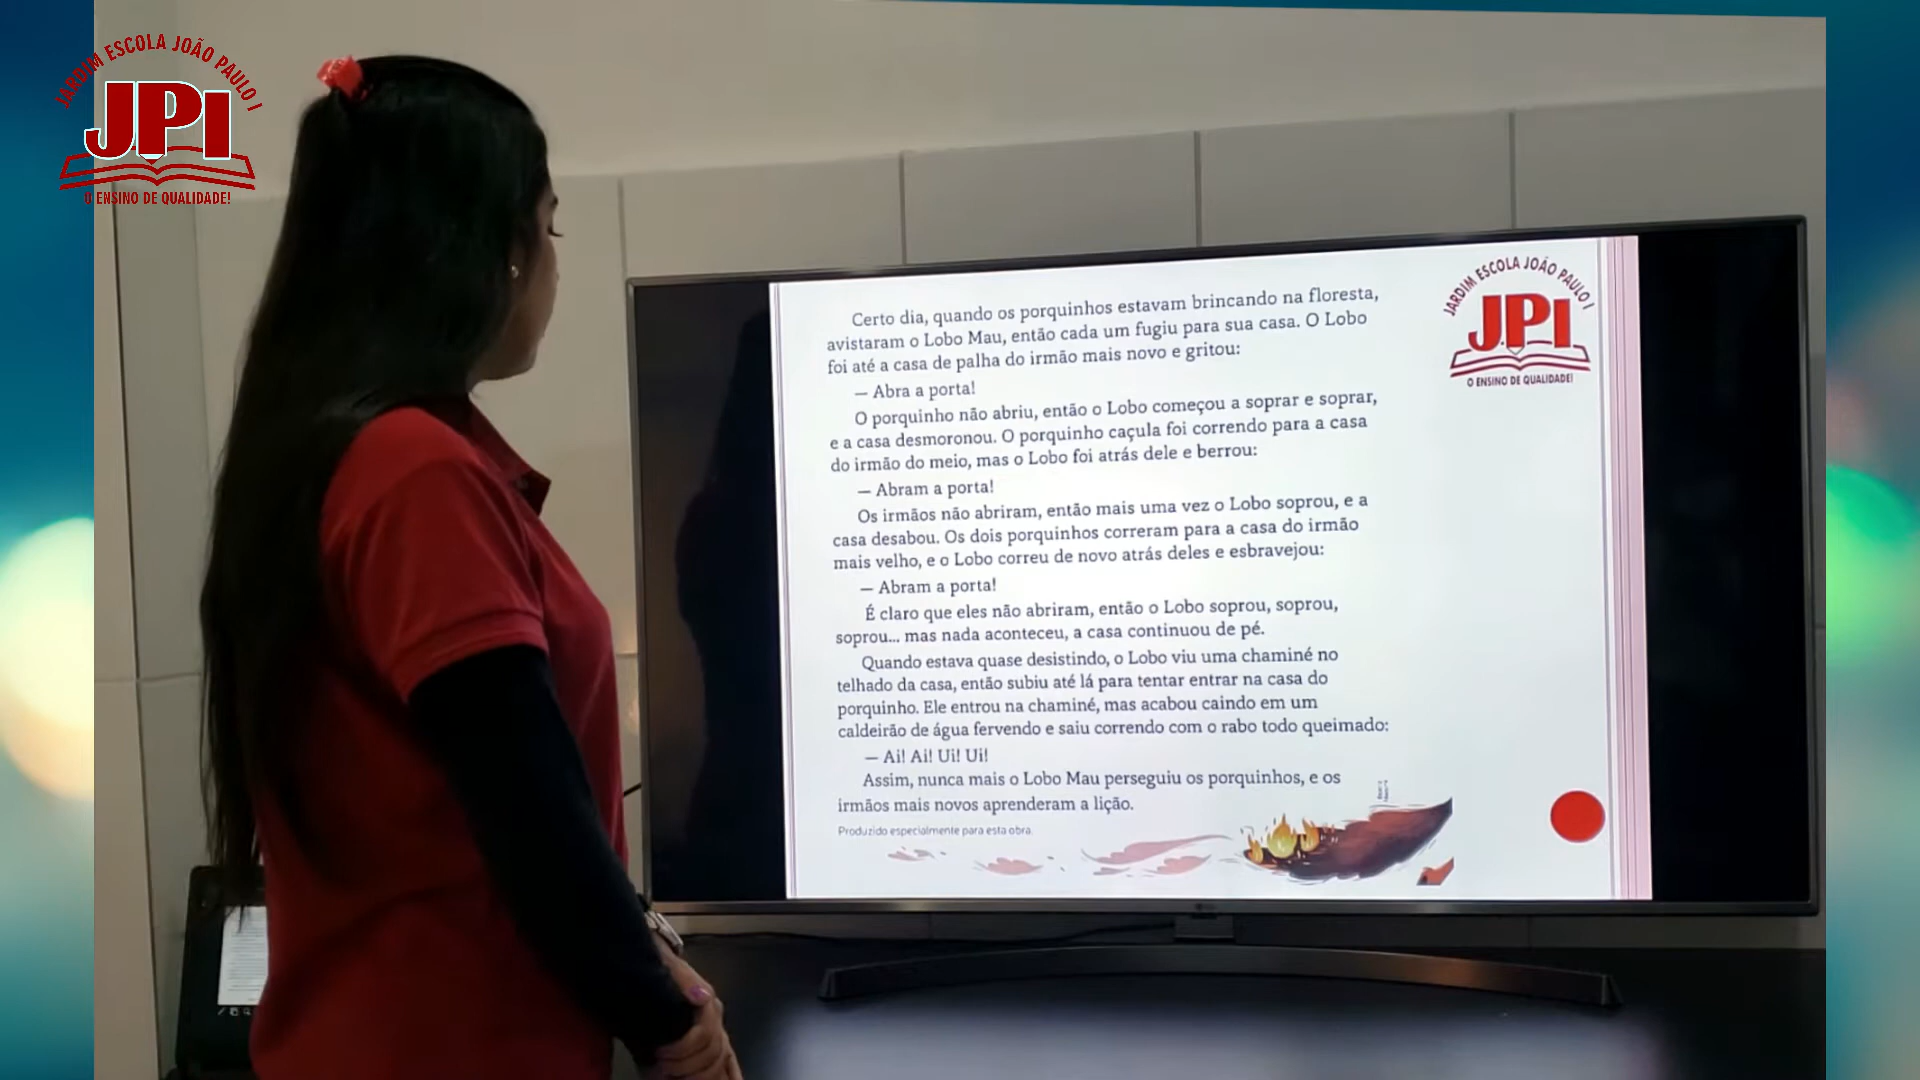 JARDIM ESCOLA JOÃO PAULO I
JPI
O ENSINO DE QUALIDADE!
JARDIM ESCOLA JOÃO PAULO I
JPI
O ENSINO DE QUALIDADE!
Certo dia, quando os porquinhos estavam brincando na floresta,
avistaram o Lobo Mau, então cada um fugiu para sua casa. O Lobo
foi até a casa de palha do irmão mais novo e gritou:
— Abra a porta!
O porquinho não abriu, então o Lobo começou a soprar e soprar,
e a casa desmoronou. O porquinho caçula foi correndo para a casa
do irmão do meio, mas o Lobo foi atrás dele e berrou:
— Abram a porta!
Os irmãos não abriram, então mais uma vez o Lobo soprou, e a
casa desabou. Os dois porquinhos correram para a casa do irmão
mais velho, e o Lobo correu de novo atrás deles e esbravejou:
— Abram a porta!
É claro que eles não abriram, então o Lobo soprou, soprou,
soprou... mas nada aconteceu, a casa continuou de pé.
Quando estava quase desistindo, o Lobo viu uma chaminé no
telhado da casa, então subiu até lá para tentar entrar na casa do
porquinho. Ele entrou na chaminé, mas acabou caindo em um
caldeirão de água fervendo e saiu correndo com o rabo todo queimado:
— Ai! Ai! Ui! Ui!
Assim, nunca mais o Lobo Mau perseguiu os porquinhos, e os
irmãos mais novos aprenderam a lição.
Produzido especialmente para esta obra.